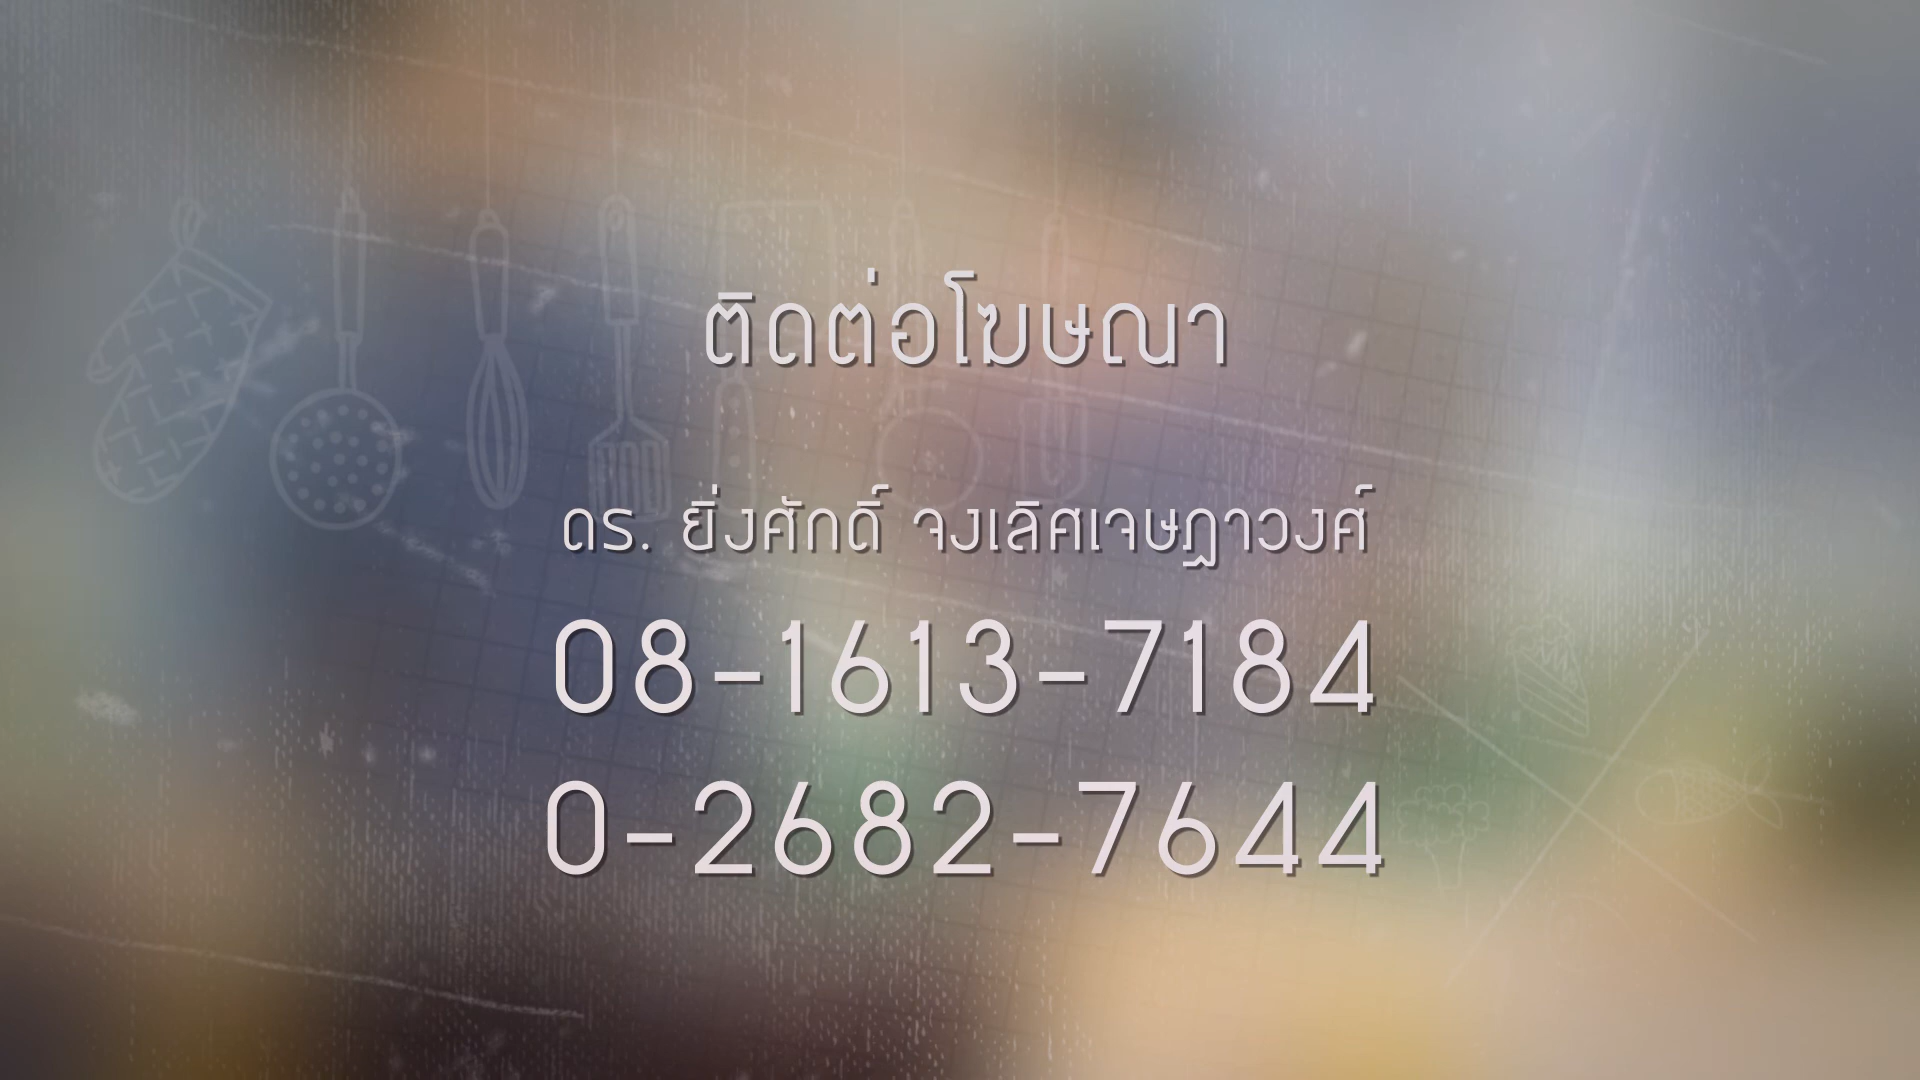 ติดต่อโฆษณา
ดร. ยิ่งศักดิ์ จงเลิศเจษฎาวงศ์
08-1613-7184
0-2682-7644